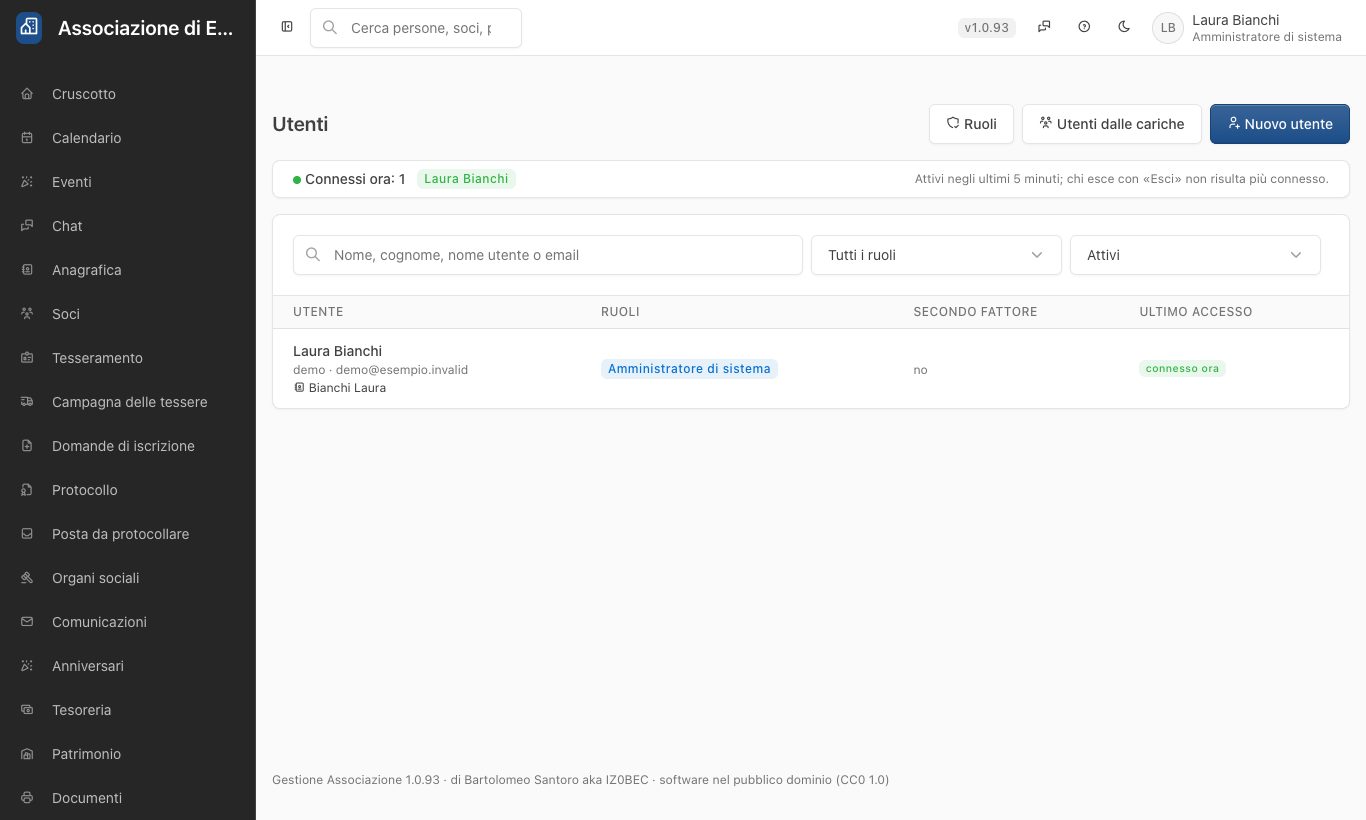 Associazione di E...
Cerca persone, soci, p
v1.0.93
LB
Laura Bianchi
Amministratore di sistema
Cruscotto
Calendario
Eventi
Chat
Anagrafica
Soci
Tesseramento
Campagna delle tessere
Domande di iscrizione
Protocollo
Posta da protocollare
Organi sociali
Comunicazioni
Anniversari
Tesoreria
Patrimonio
Documenti
Utenti
Ruoli
Utenti dalle cariche
Nuovo utente
Connessi ora: 1 Laura Bianchi
Attivi negli ultimi 5 minuti; chi esce con «Esci» non risulta più connesso.
Nome, cognome, nome utente o email
Tutti i ruoli
Attivi
UTENTE RUOLI SECONDO FATTORE ULTIMO ACCESSO
Laura Bianchi
demo · demo@esempio.invalid
Bianchi Laura
Amministratore di sistema
no
connesso ora
Gestione Associazione 1.0.93 · di Bartolomeo Santoro aka IZ0BEC · software nel pubblico dominio (CC0 1.0)